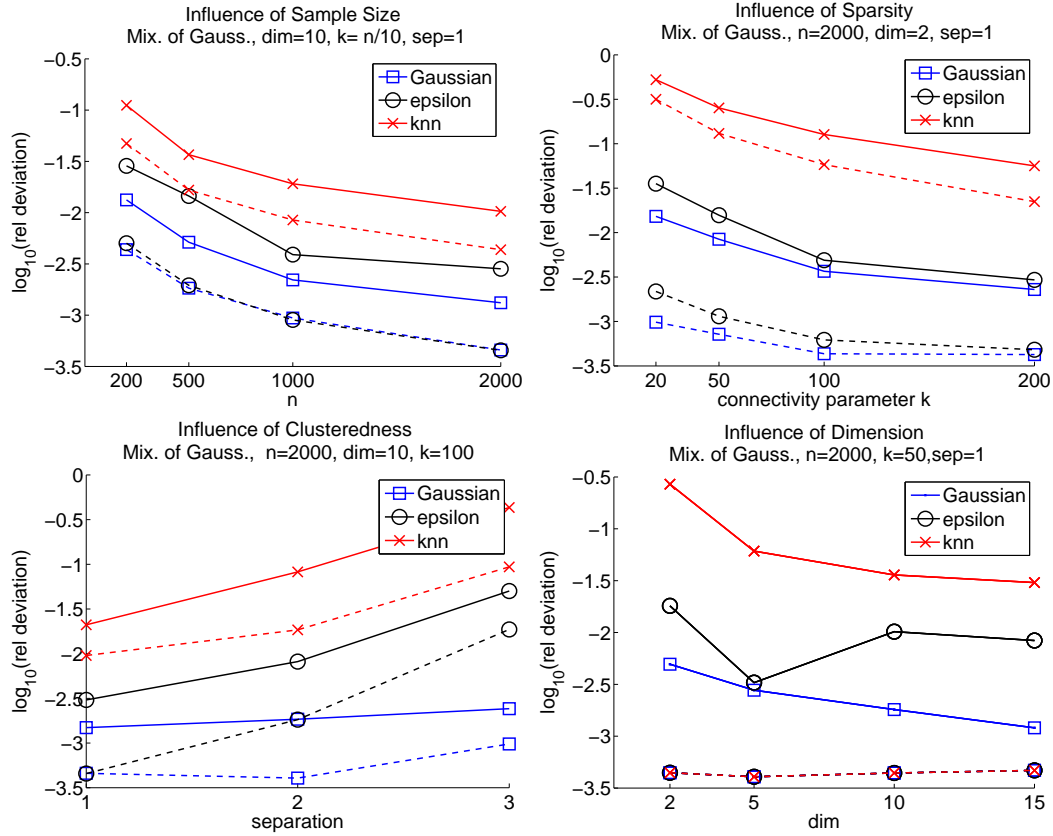 Influence of Sample Size
Mix. of Gauss., dim=10, k= n/10, sep=1
-0.5
-1
-1.5
-2
-2.5
-3
-3.5
log10(rel deviation)
Gaussian
epsilon
knn
200 500 1000 2000
n
Influence of Sparsity
Mix. of Gauss., n=2000, dim=2, sep=1
0
-0.5
-1
-1.5
-2
-2.5
-3
-3.5
log10(rel deviation)
Gaussian
epsilon
knn
20 50 100 200
connectivity parameter k
Influence of Clusteredness
Mix. of Gauss., n=2000, dim=10, k=100
0
-0.5
-1
-1.5
-2
-2.5
-3
-3.5
log10(rel deviation)
Gaussian
epsilon
knn
1 2 3
separation
Influence of Dimension
Mix. of Gauss., n=2000, k=50,sep=1
-0.5
-1
-1.5
-2
-2.5
-3
-3.5
log10(rel deviation)
Gaussian
epsilon
knn
2 5 10 15
dim